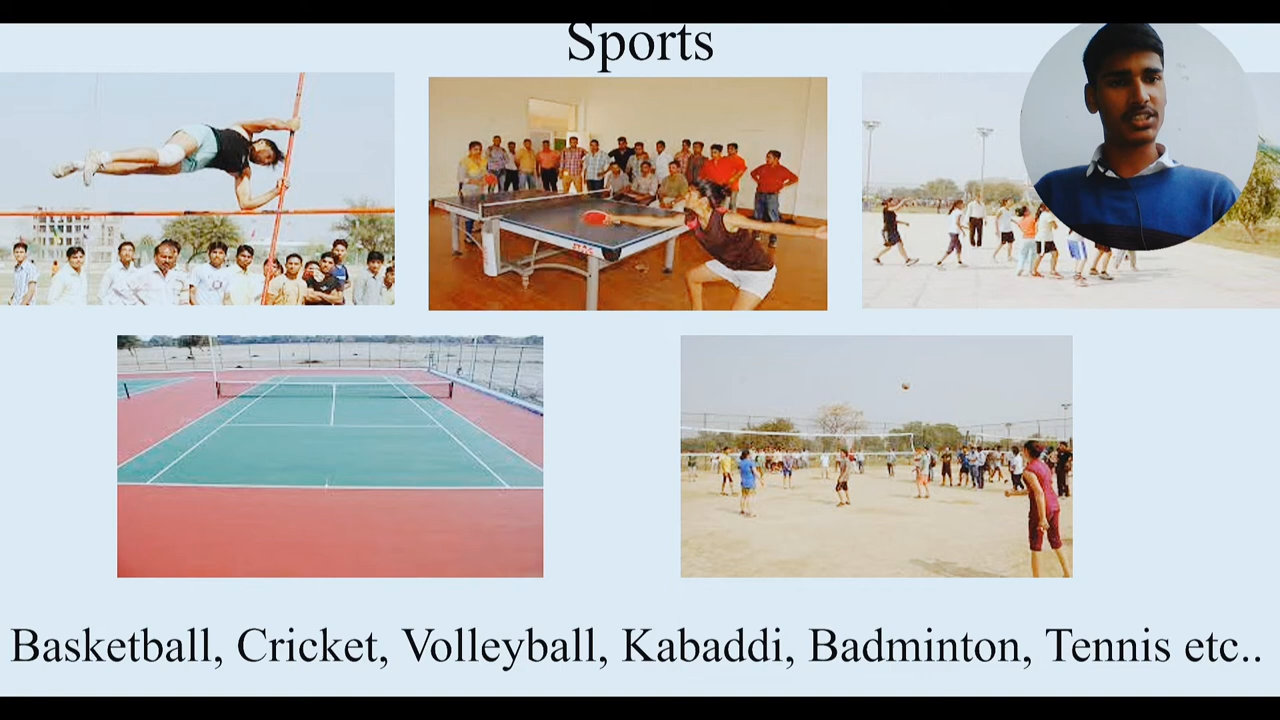 Sports
Basketball, Cricket, Volleyball, Kabaddi, Badminton, Tennis etc..